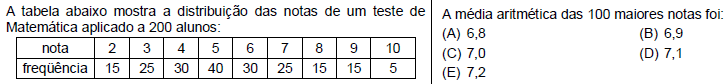 A tabela abaixo mostra a distribuição das notas de um teste de
Matemática aplicado a 200 alunos:
nota 2 3 4 5 6 7 8 9 10
freqüência 15 25 30 40 30 25 15 15 5
A média aritmética das 100 maiores notas foi:
(A) 6,8 (B) 6,9
(C) 7,0 (D) 7,1
(E) 7,2